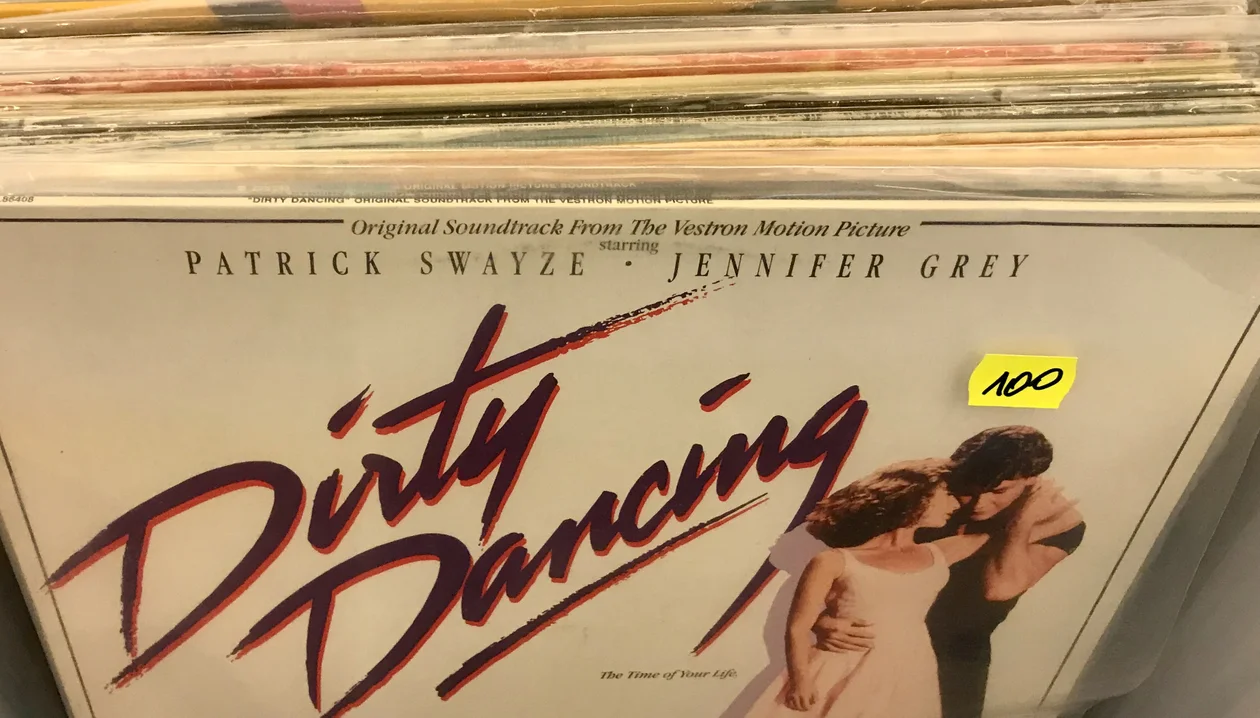 86408
"DIRTY DANCING" ORIGINAL SOUNDTRACK FROM THE VESTRON MOTION PICTURE
Original Soundtrack From The Vestron Motion Picture
starring
PATRICK SWAYZE · JENNIFER GREY
Dirty
Dancing
100
The Time of Your Life.